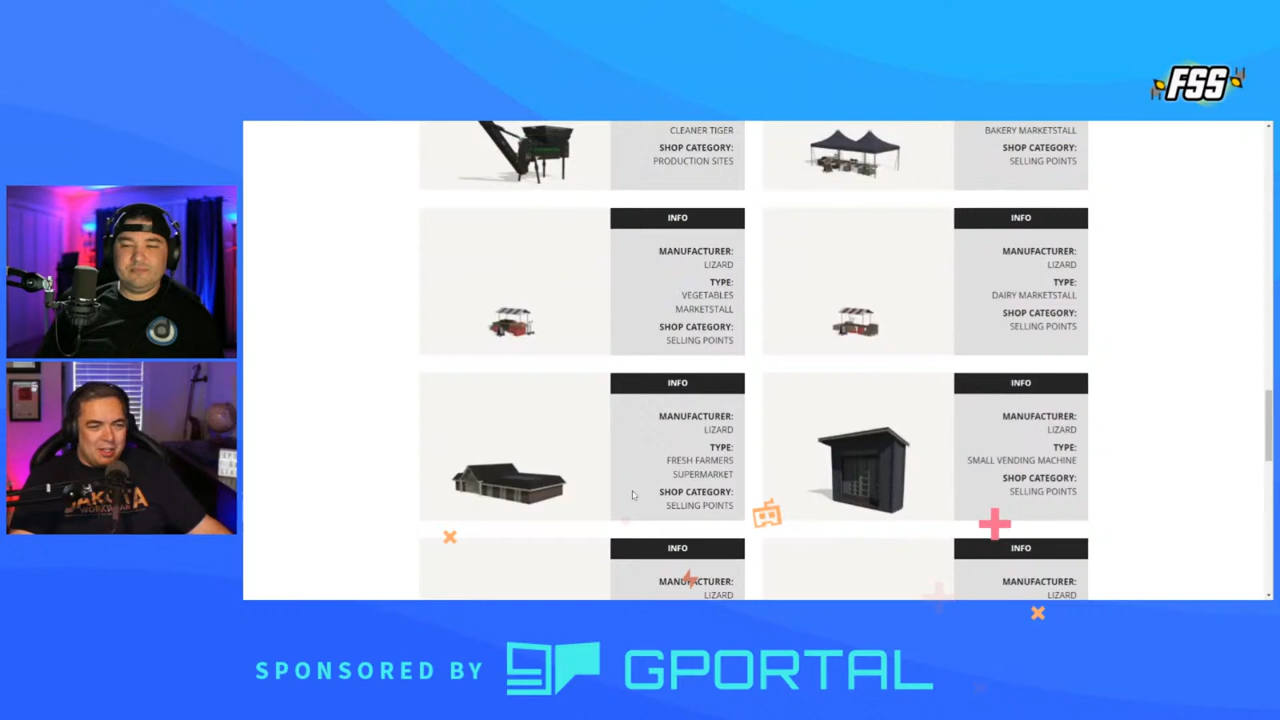 FSS
CLEANER TIGER
SHOP CATEGORY:
PRODUCTION SITES
BAKERY MARKETSTALL
SHOP CATEGORY:
SELLING POINTS
INFO
MANUFACTURER:
LIZARD
TYPE:
VEGETABLES
MARKETSTALL
SHOP CATEGORY:
SELLING POINTS
INFO
MANUFACTURER:
LIZARD
TYPE:
DAIRY MARKETSTALL
SHOP CATEGORY:
SELLING POINTS
INFO
MANUFACTURER:
LIZARD
TYPE:
FRESH FARMERS
SUPERMARKET
SHOP CATEGORY:
SELLING POINTS
INFO
MANUFACTURER:
LIZARD
TYPE:
SMALL VENDING MACHINE
SHOP CATEGORY:
SELLING POINTS
INFO
MANUFACTURER:
LIZARD
INFO
MANUFACTURER:
LIZARD
SPONSORED BY GPORTAL